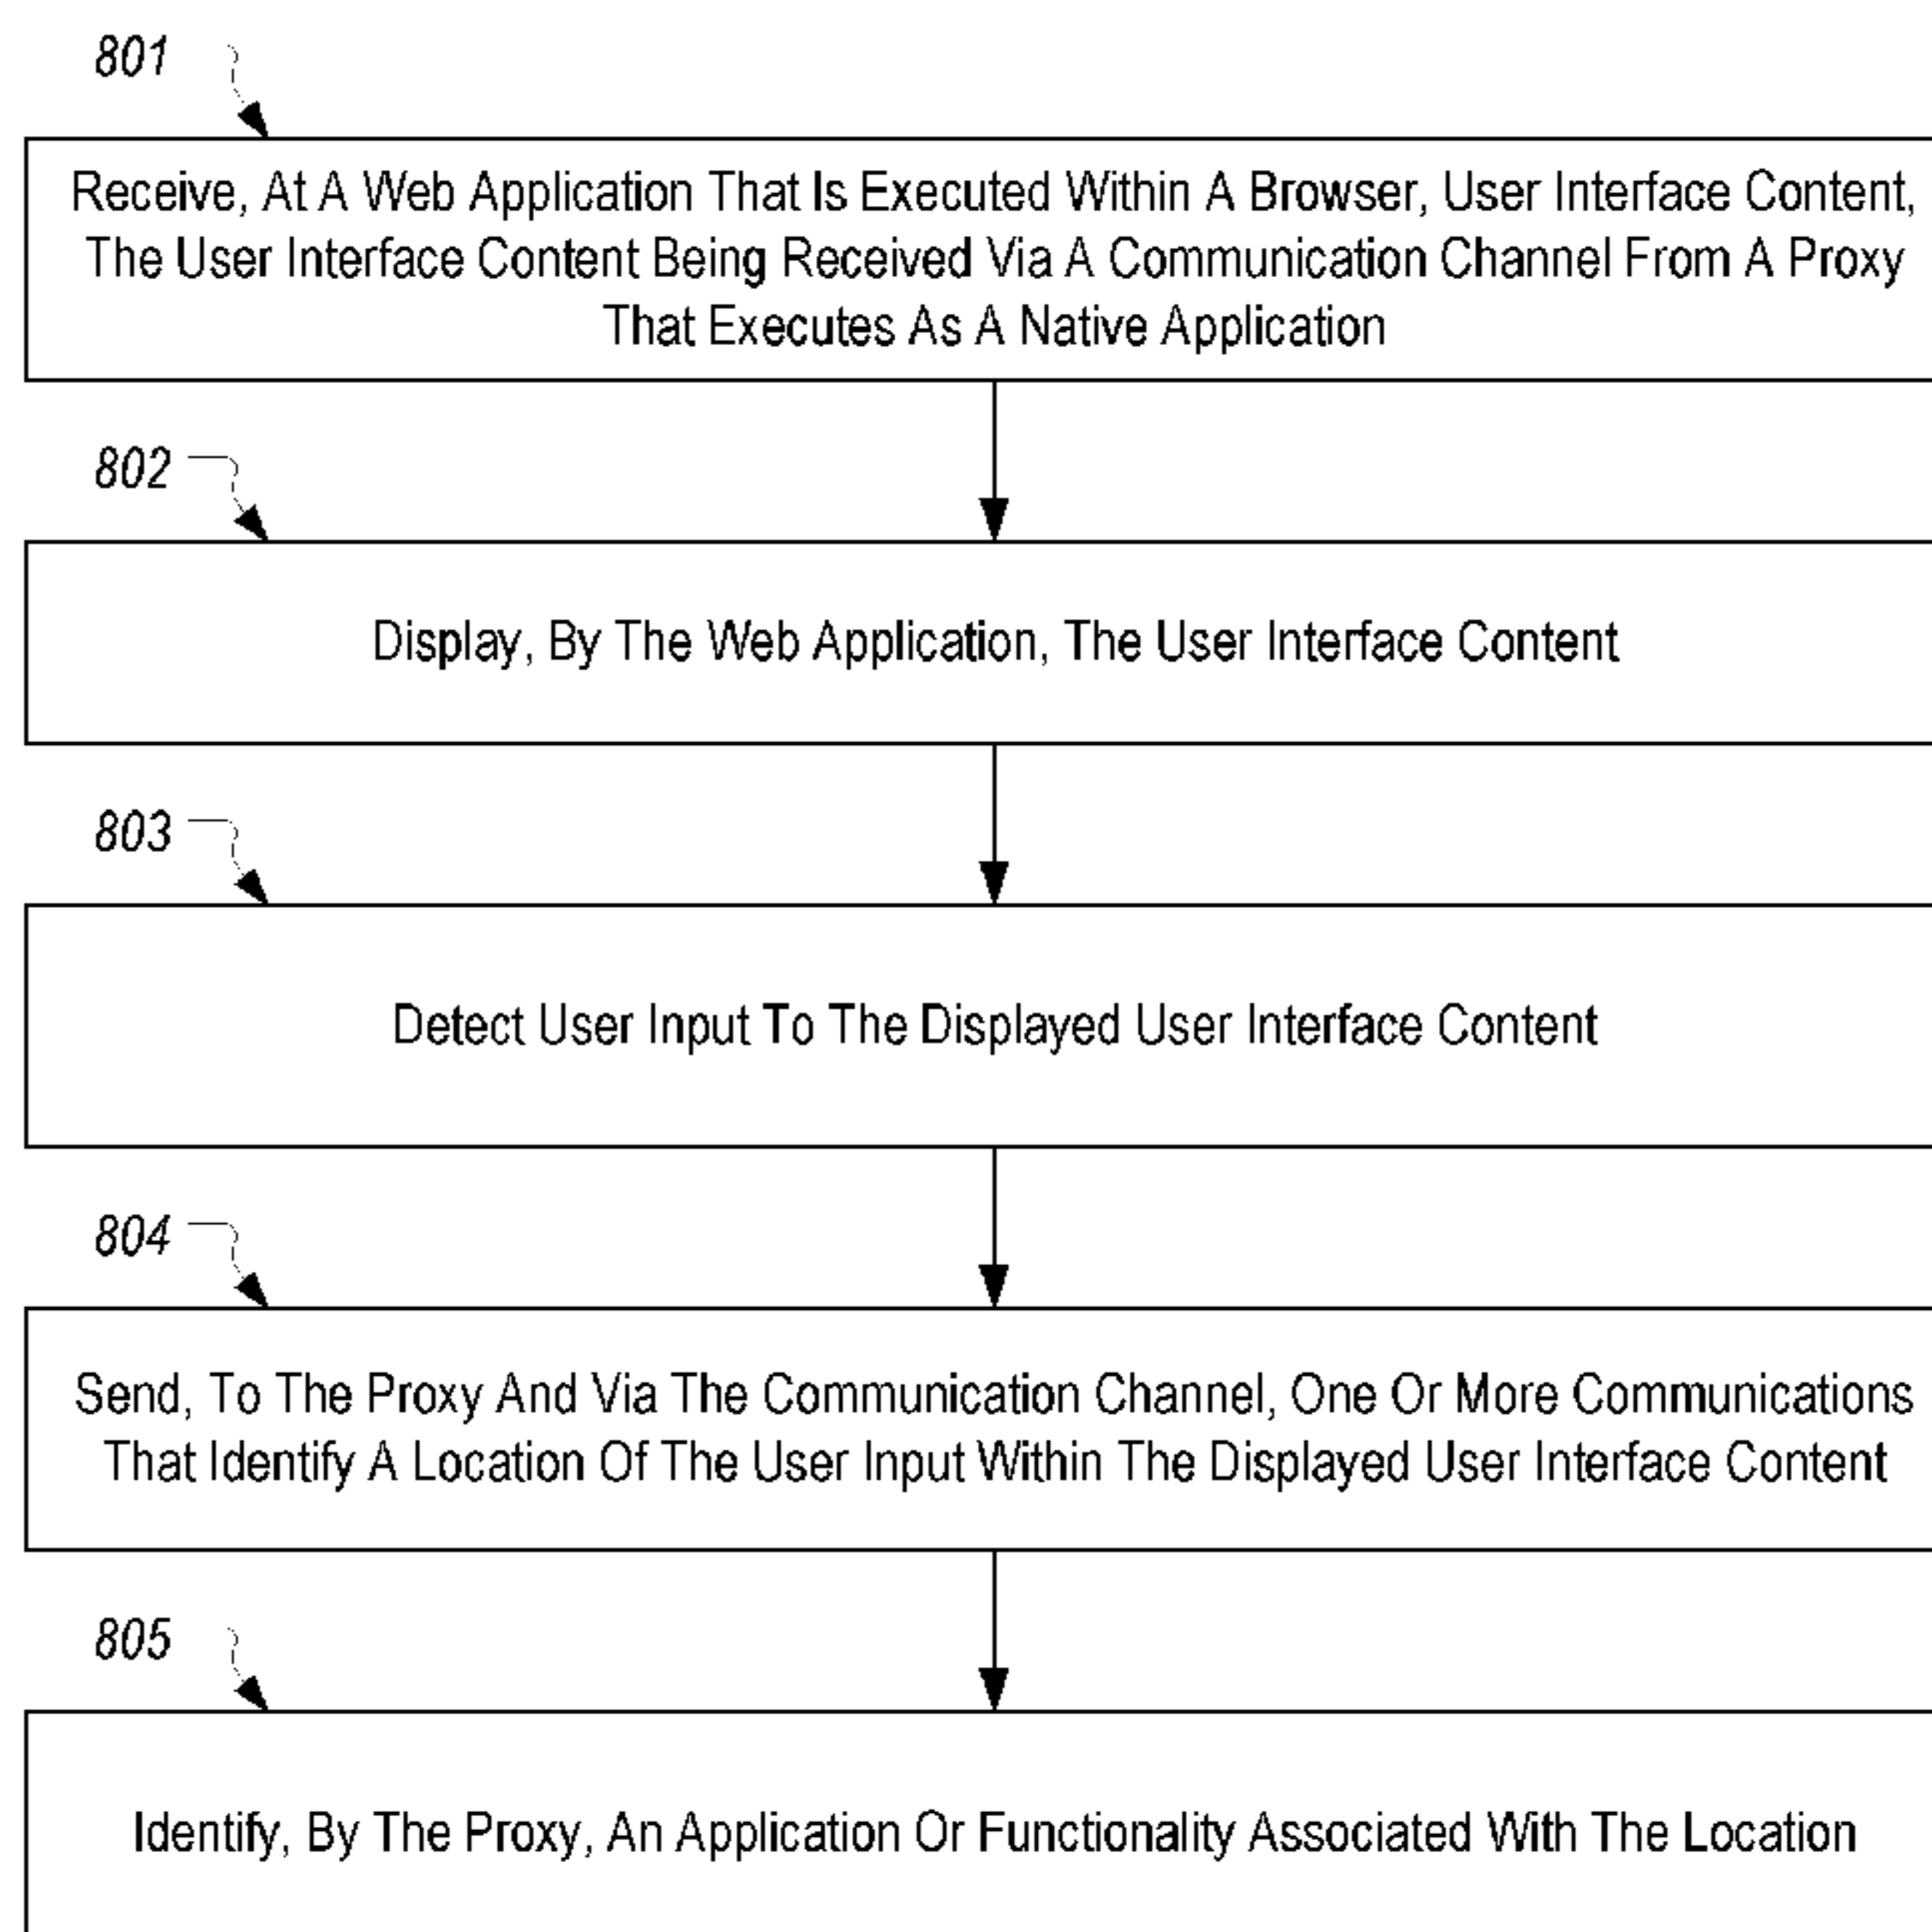 801
Receive, At A Web Application That Is Executed Within A Browser, User Interface Content,
The User Interface Content Being Received Via A Communication Channel From A Proxy
That Executes As A Native Application
802
Display, By The Web Application, The User Interface Content
803
Detect User Input To The Displayed User Interface Content
804
Send, To The Proxy And Via The Communication Channel, One Or More Communications
That Identify A Location Of The User Input Within The Displayed User Interface Content
805
Identify, By The Proxy, An Application Or Functionality Associated With The Location